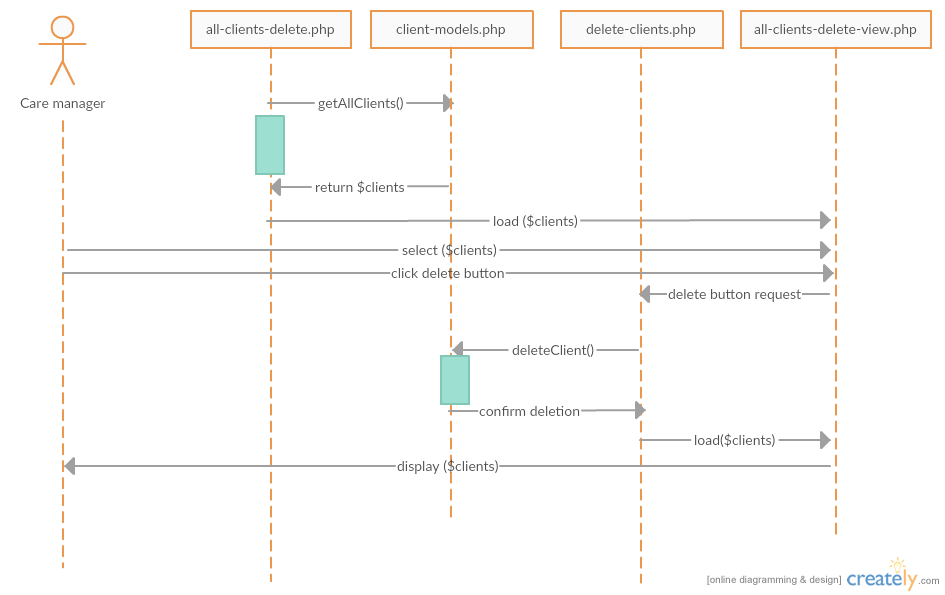 all-clients-delete.php
client-models.php
delete-clients.php
all-clients-delete-view.php
Care manager
getAllClients()
return $clients
load ($clients)
select ($clients)
click delete button
delete button request
deleteClient()
confirm deletion
load($clients)
display ($clients)
[online diagramming & design] creately.com